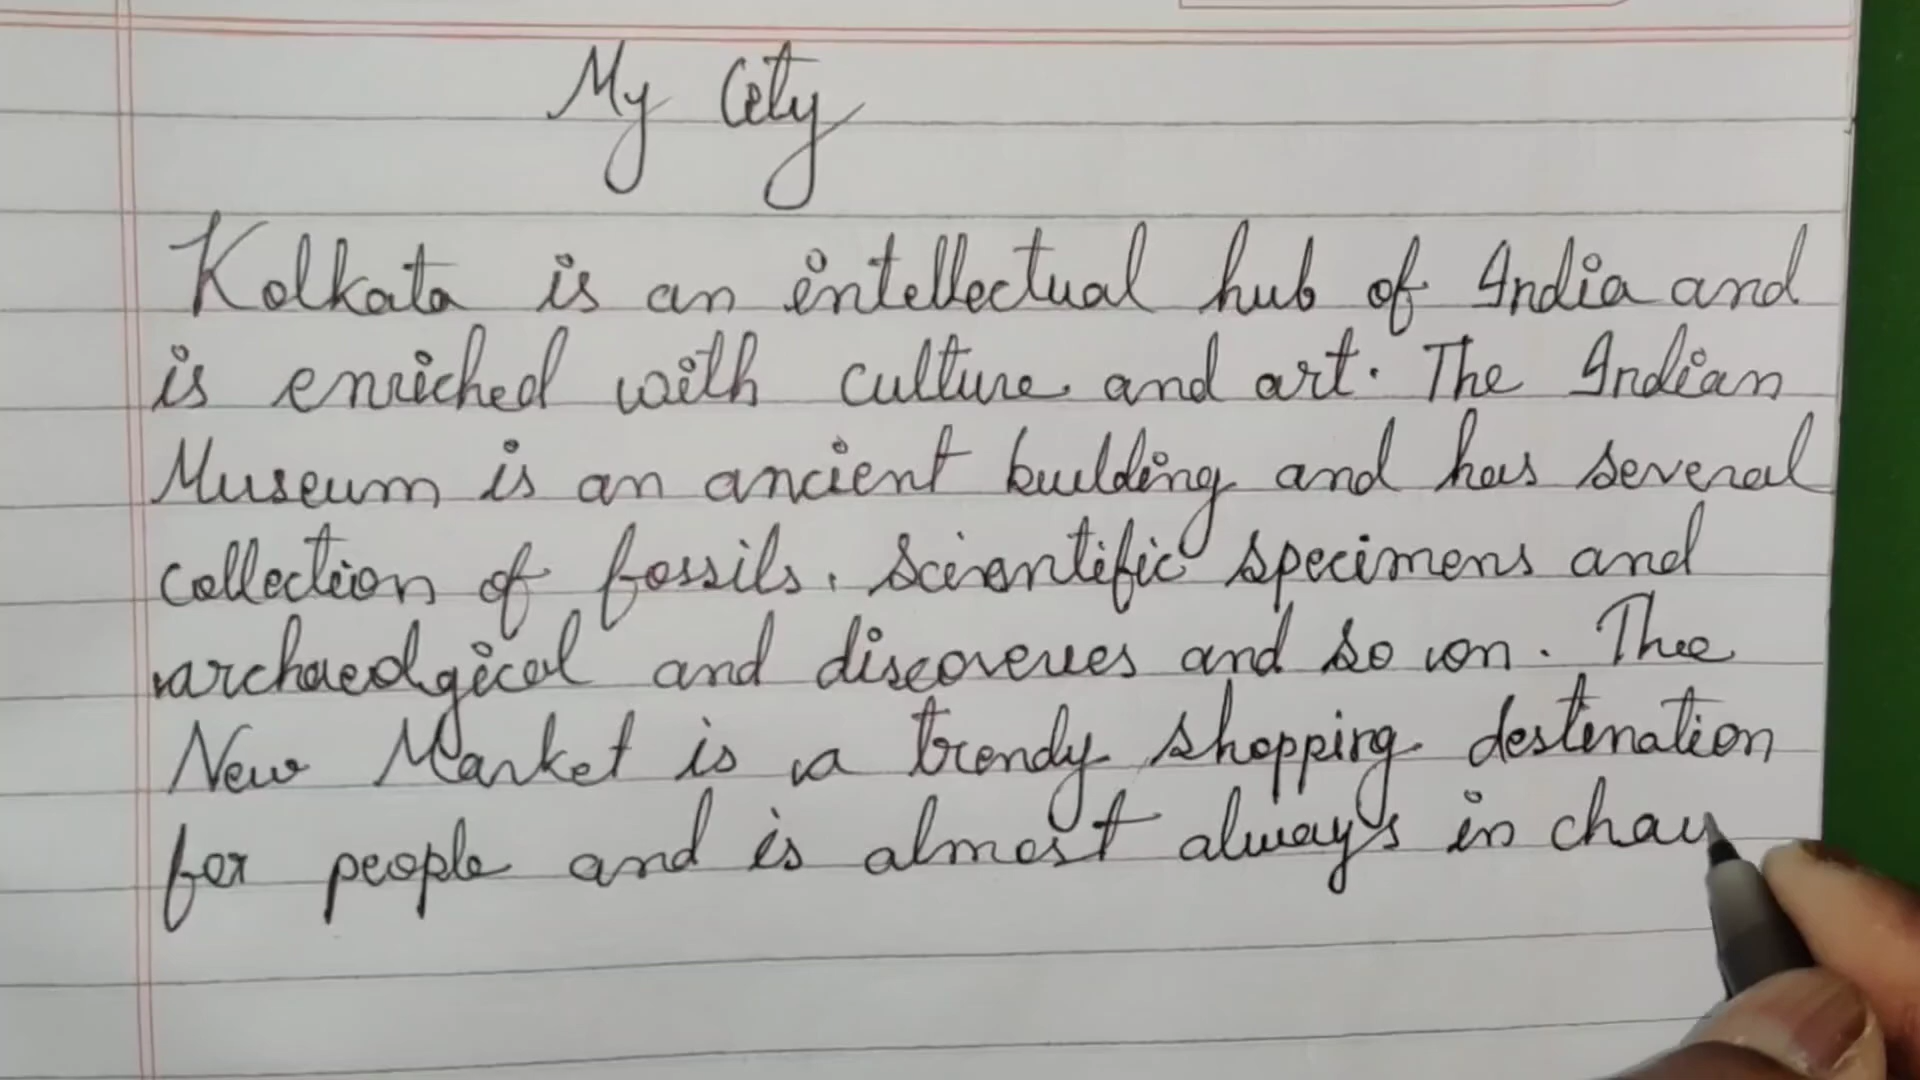 My City
Kolkata is an intellectual hub of India and
is enriched with culture and art. The Indian
Museum is an ancient building and has several
collection of fossils, scientific specimens and
archaeolgical and discoveries and so on. The
New Market is a trendy shopping destination
for people and is almost always in